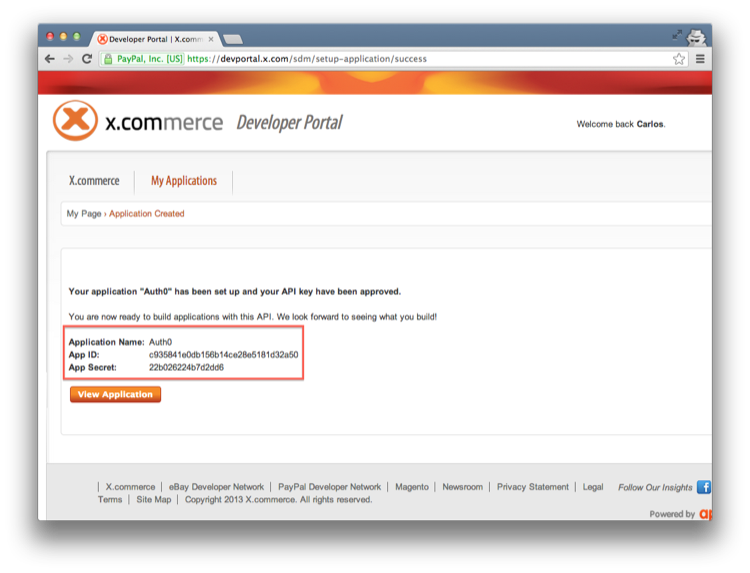 Developer Portal | X.comm
PayPal, Inc. [US] https://devportal.x.com/sdm/setup-application/success
x.commerce Developer Portal
Welcome back Carlos.
X.commerce My Applications
My Page › Application Created
Your application "Auth0" has been set up and your API key have been approved.
You are now ready to build applications with this API. We look forward to seeing what you build!
Application Name: Auth0
App ID: c935841e0db156b14ce28e5181d32a50
App Secret: 22b026224b7d2dd6
View Application
| X.commerce | eBay Developer Network | PayPal Developer Network | Magento | Newsroom | Privacy Statement | Legal Follow Our Insights f
Terms | Site Map | Copyright 2013 X.commerce. All rights reserved.
Powered by ap